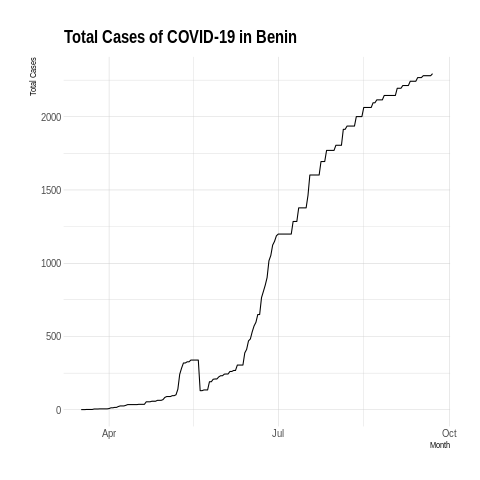 Total Cases of COVID-19 in Benin
Total Cases
2000
1500
1000
500
0
Apr
Jul
Oct
Month